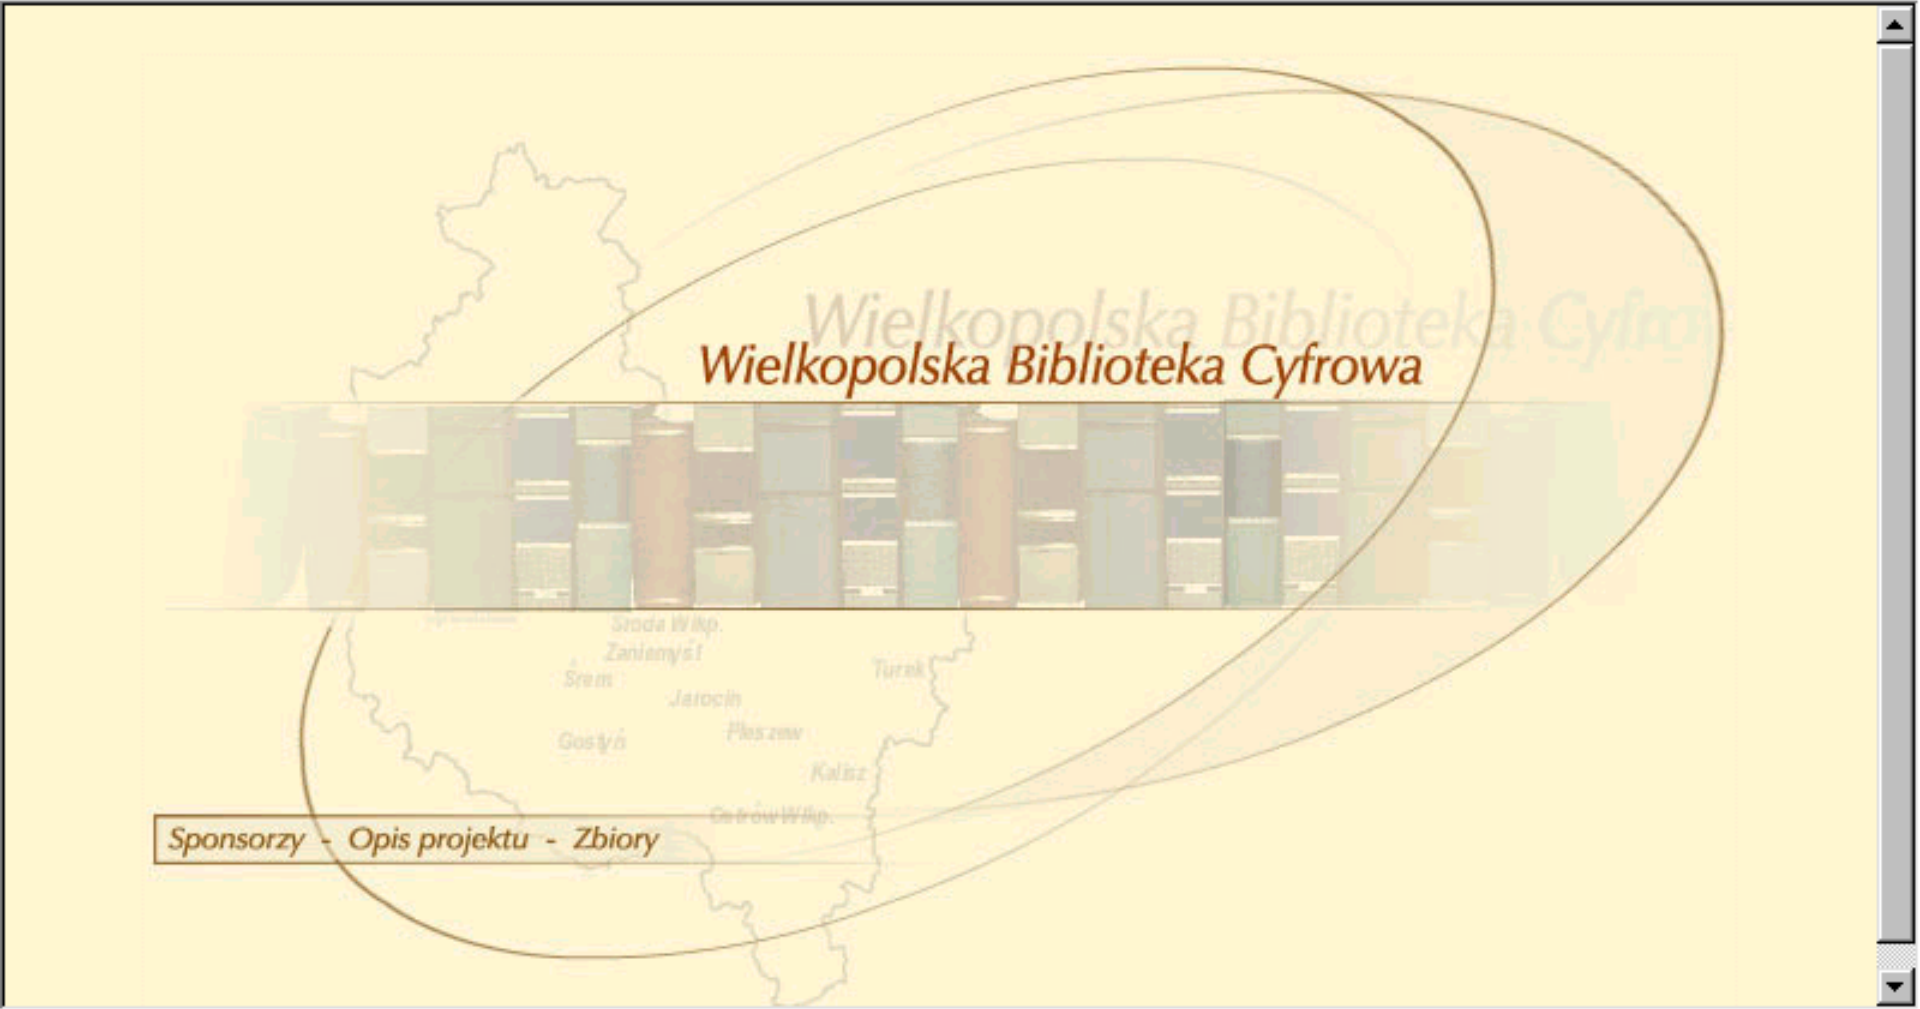 Wielkopolska Biblioteka Cyfro
Wielkopolska Biblioteka Cyfrowa
Środa Wlkp.
Zaniemyśl
Śrem
Turek
Jarocin
Pleszew
Gostyń
Kalisz
Ostrów Wlkp.
Sponsorzy - Opis projektu - Zbiory